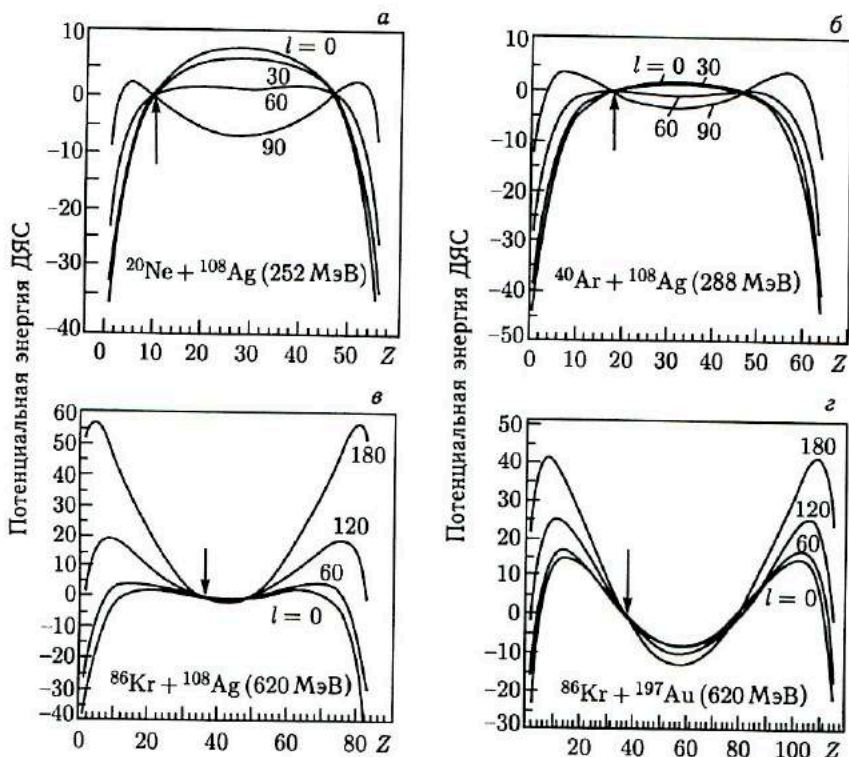 а
Потенциальная энергия ДЯС
10
0
−10
−20
−30
−40
l = 0
30
60
90
²⁰Ne + ¹⁰⁸Ag (252 МэВ)
0 10 20 30 40 50 Z
б
Потенциальная энергия ДЯС
10
0
−10
−20
−30
−40
−50
l = 0 30
60 90
⁴⁰Ar + ¹⁰⁸Ag (288 МэВ)
0 10 20 30 40 60 Z
в
60
50
40
30
20
10
0
−10
−20
−30
−40
180
120
60
l = 0
⁸⁶Kr + ¹⁰⁸Ag (620 МэВ)
0 20 40 60 80 Z
г
50
40
30
20
10
0
−10
−20
−30
180
120
60
l = 0
⁸⁶Kr + ¹⁹⁷Au (620 МэВ)
20 40 60 80 100 Z